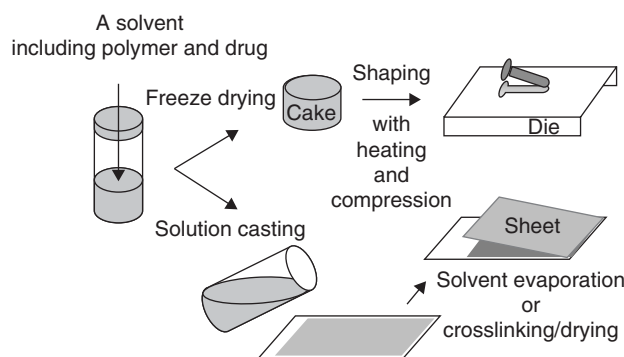 A solvent
including polymer and drug
Freeze drying
Cake
Shaping
with
heating
and
compression
Die
Solution casting
Sheet
Solvent evaporation
or
crosslinking/drying